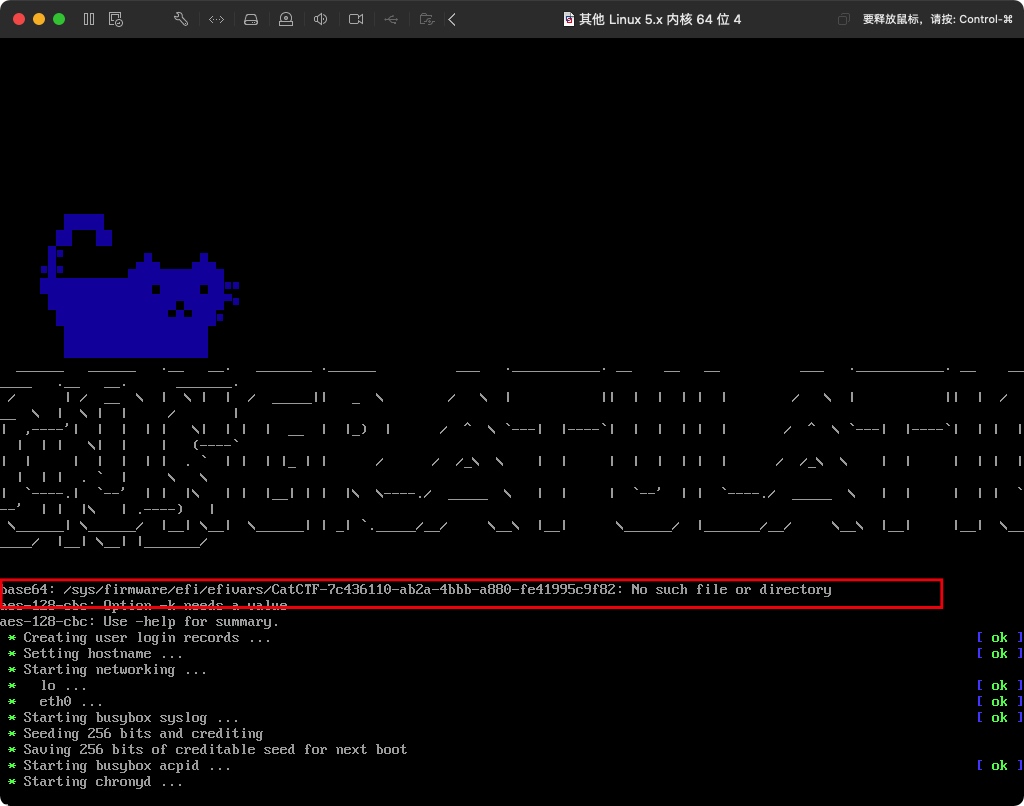 其他 Linux 5.x 内核 64 位 4
要释放鼠标，请按: Control-⌘
base64: /sys/firmware/efi/efivars/CatCTF-7c436110-ab2a-4bbb-a880-fe41995c9f82: No such file or directory
aes-128-cbc: Option -k needs a value
aes-128-cbc: Use -help for summary.
* Creating user login records ... [ ok ]
* Setting hostname ... [ ok ]
* Starting networking ...
*   lo ... [ ok ]
*   eth0 ... [ ok ]
* Starting busybox syslog ... [ ok ]
* Seeding 256 bits and crediting
* Saving 256 bits of creditable seed for next boot
* Starting busybox acpid ... [ ok ]
* Starting chronyd ...